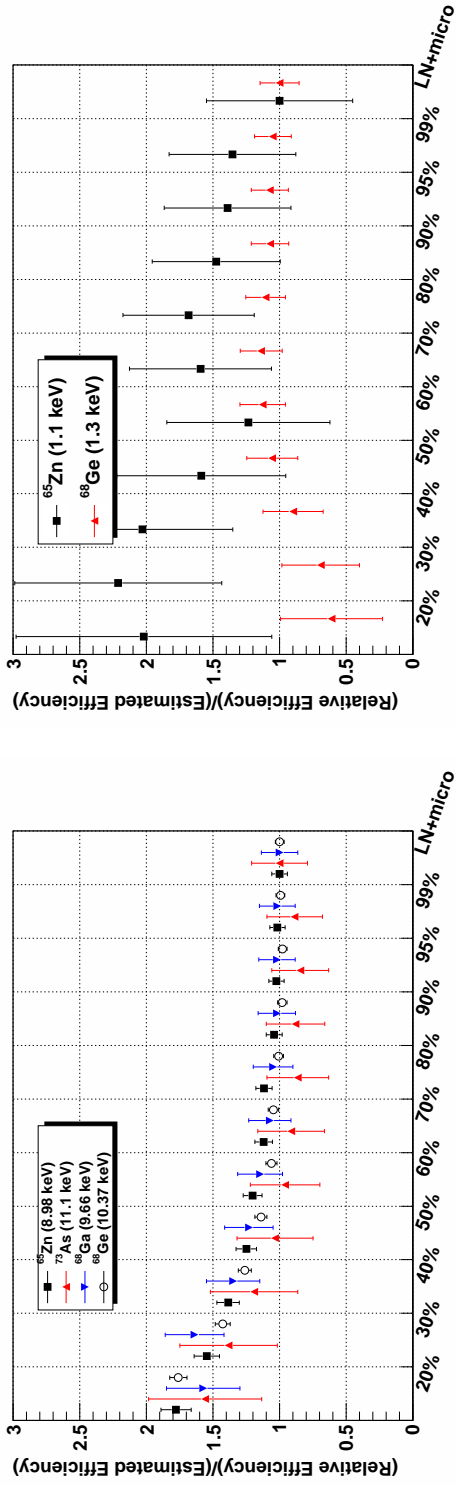 (Relative Efficiency)/(Estimated Efficiency)
3
2.5
2
1.5
1
0.5
0
⁶⁵Zn (8.98 keV)
⁷³As (11.1 keV)
⁶⁸Ga (9.66 keV)
⁶⁸Ge (10.37 keV)
20% 30% 40% 50% 60% 70% 80% 90% 95% 99% LN+micro
(Relative Efficiency)/(Estimated Efficiency)
3
2.5
2
1.5
1
0.5
0
⁶⁵Zn (1.1 keV)
⁶⁸Ge (1.3 keV)
20% 30% 40% 50% 60% 70% 80% 90% 95% 99% LN+micro